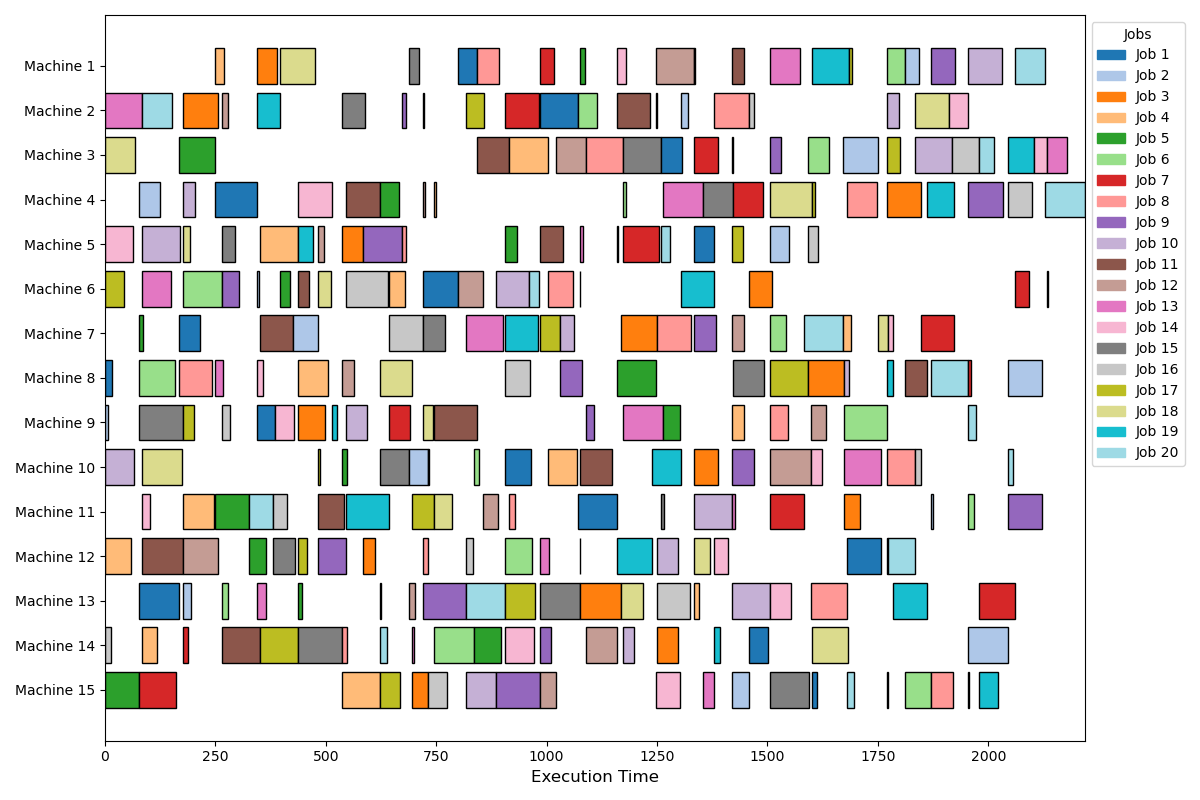 Machine 1
Machine 2
Machine 3
Machine 4
Machine 5
Machine 6
Machine 7
Machine 8
Machine 9
Machine 10
Machine 11
Machine 12
Machine 13
Machine 14
Machine 15
0 250 500 750 1000 1250 1500 1750 2000
Execution Time
Jobs
Job 1
Job 2
Job 3
Job 4
Job 5
Job 6
Job 7
Job 8
Job 9
Job 10
Job 11
Job 12
Job 13
Job 14
Job 15
Job 16
Job 17
Job 18
Job 19
Job 20